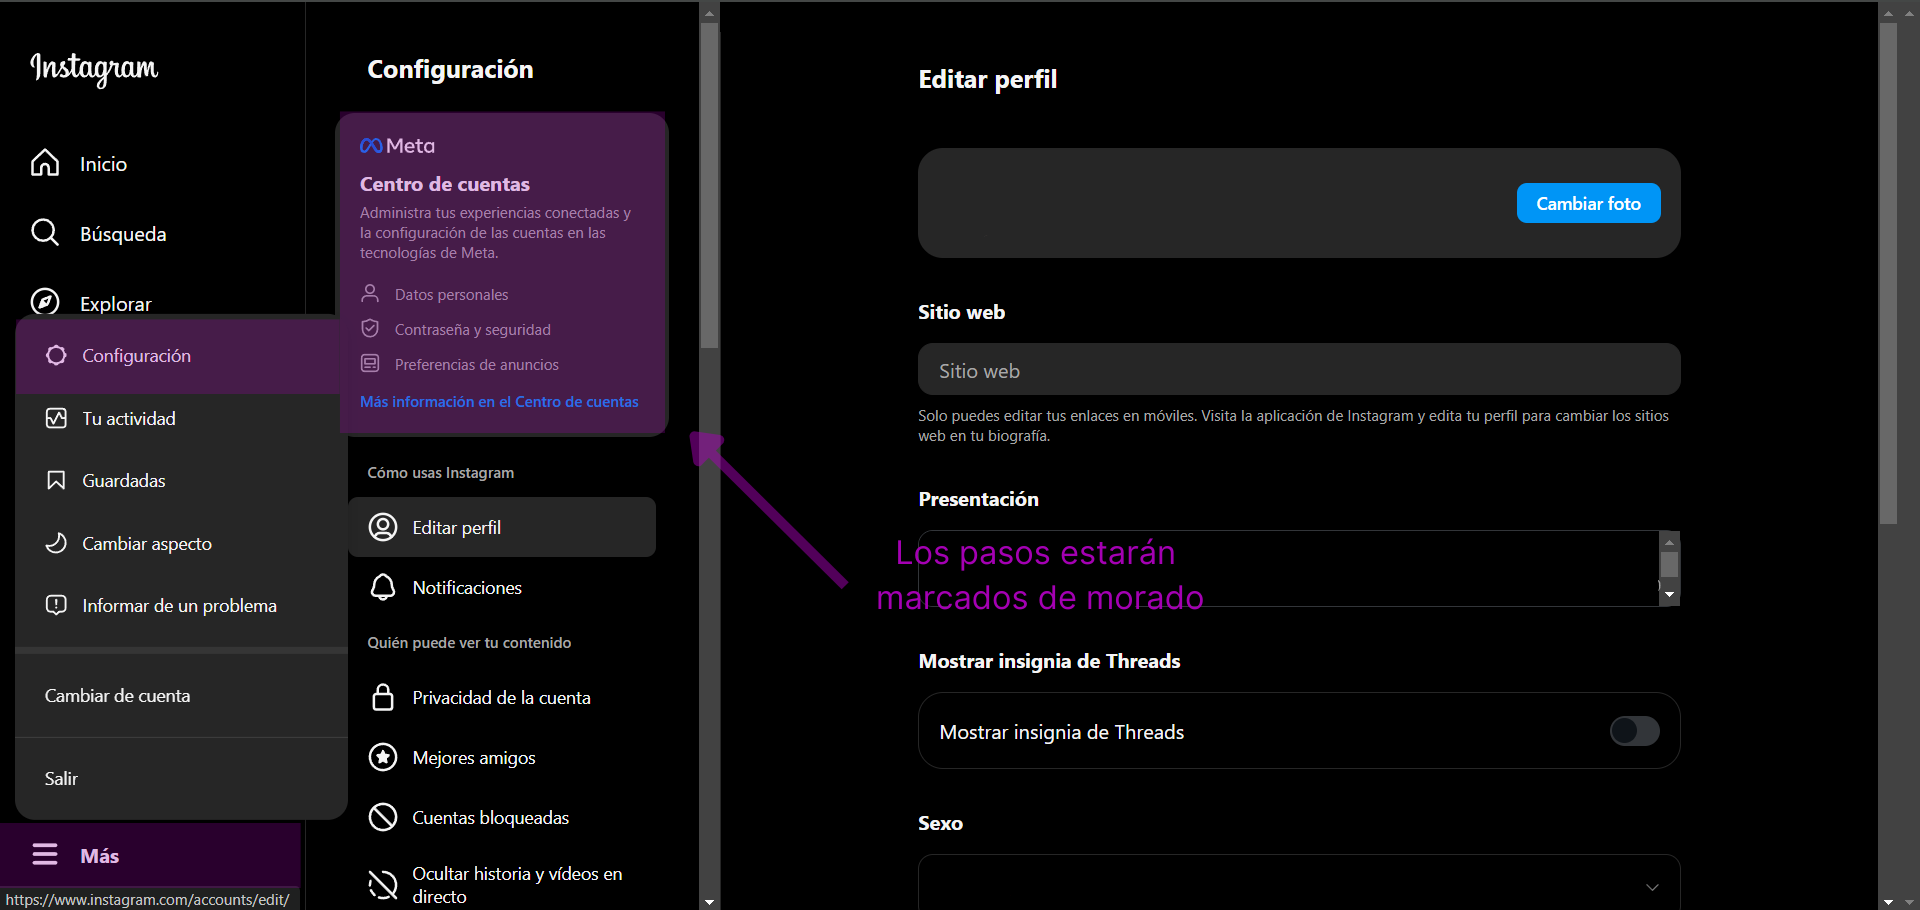 Instagram
Inicio
Búsqueda
Explorar
Configuración
Tu actividad
Guardadas
Cambiar aspecto
Informar de un problema
Cambiar de cuenta
Salir
Más
https://www.instagram.com/accounts/edit/
Configuración
Meta
Centro de cuentas
Administra tus experiencias conectadas y
la configuración de las cuentas en las
tecnologías de Meta.
Datos personales
Contraseña y seguridad
Preferencias de anuncios
Más información en el Centro de cuentas
Cómo usas Instagram
Editar perfil
Notificaciones
Quién puede ver tu contenido
Privacidad de la cuenta
Mejores amigos
Cuentas bloqueadas
Ocultar historia y vídeos en
directo
Editar perfil
Cambiar foto
Sitio web
Sitio web
Solo puedes editar tus enlaces en móviles. Visita la aplicación de Instagram y edita tu perfil para cambiar los sitios
web en tu biografía.
Presentación
Los pasos estarán
marcados de morado
Mostrar insignia de Threads
Mostrar insignia de Threads
Sexo